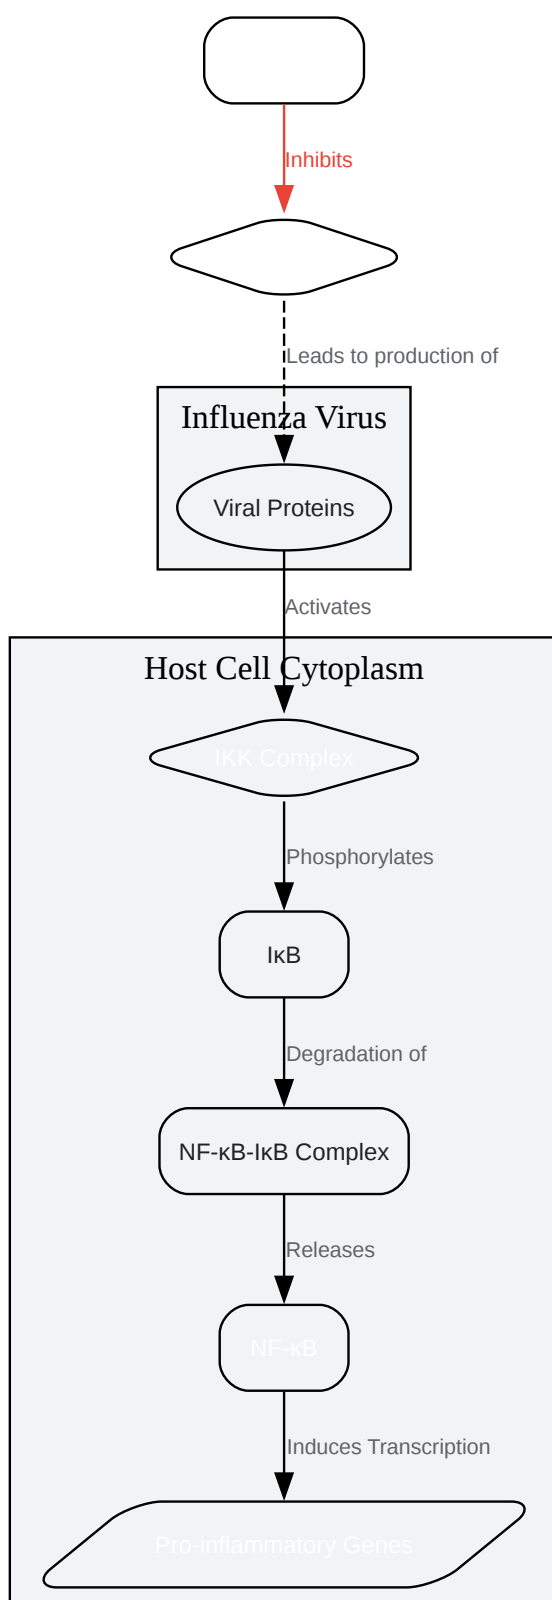 Inhibits
Leads to production of
Influenza Virus
Viral Proteins
Activates
Host Cell Cytoplasm
IKK Complex
Phosphorylates
IκB
Degradation of
NF-κB-IκB Complex
Releases
NF-κB
Induces Transcription
Pro-inflammatory Genes